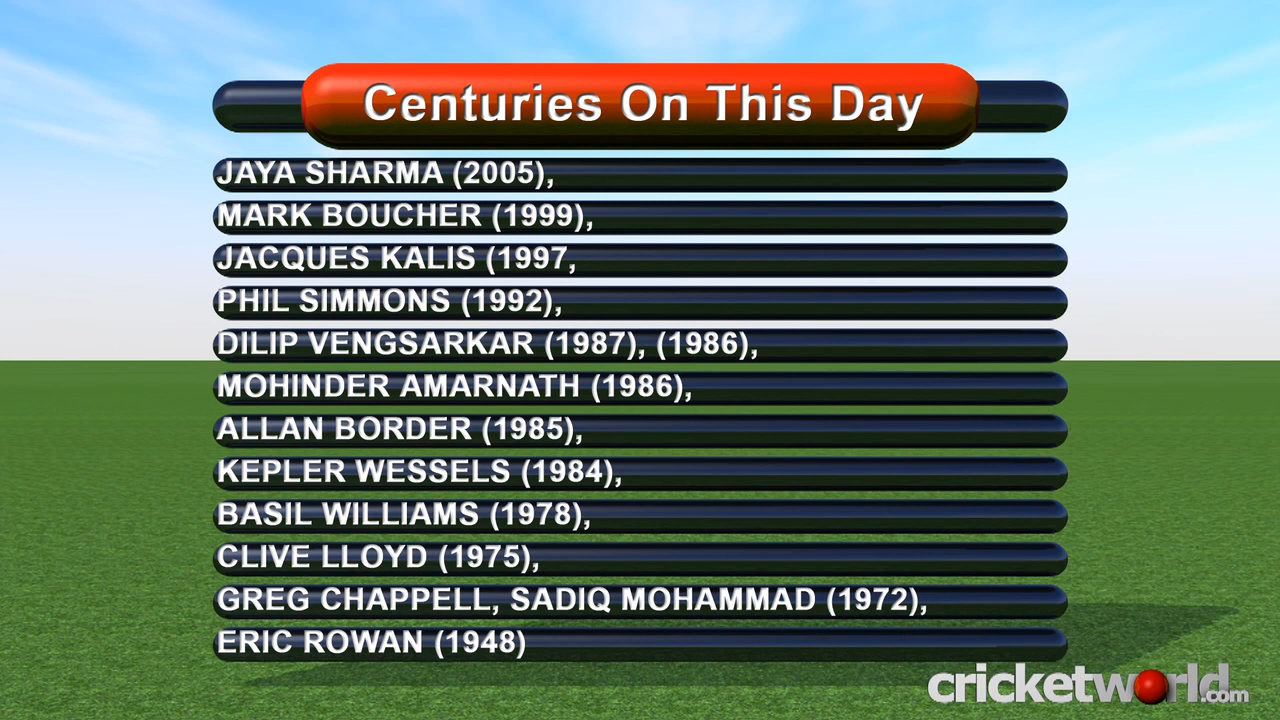 Centuries On This Day
JAYA SHARMA (2005),
MARK BOUCHER (1999),
JACQUES KALIS (1997,
PHIL SIMMONS (1992),
DILIP VENGSARKAR (1987), (1986),
MOHINDER AMARNATH (1986),
ALLAN BORDER (1985),
KEPLER WESSELS (1984),
BASIL WILLIAMS (1978),
CLIVE LLOYD (1975),
GREG CHAPPELL, SADIQ MOHAMMAD (1972),
ERIC ROWAN (1948)
cricketworld.com